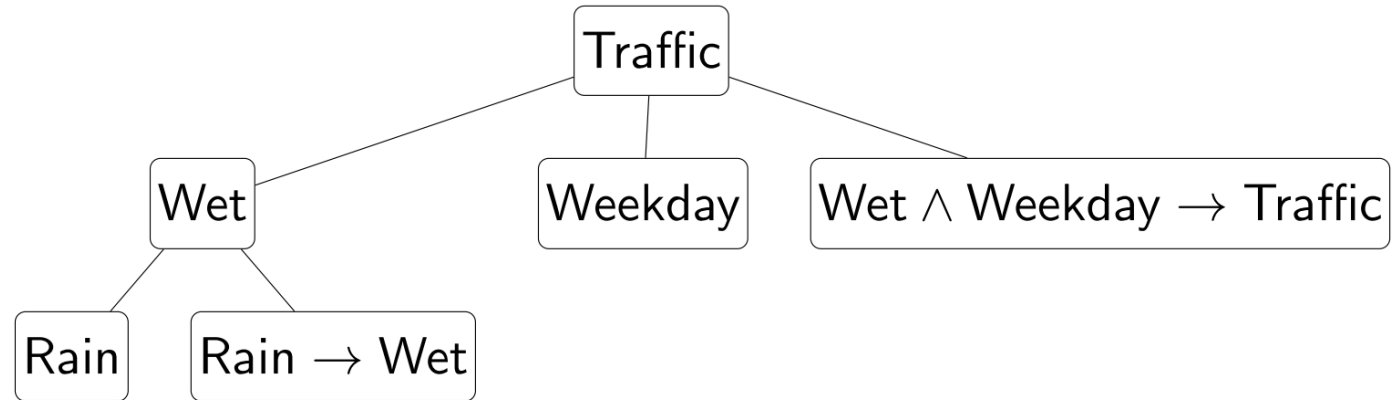 Traffic
Wet
Weekday
Wet ∧ Weekday → Traffic
Rain
Rain → Wet